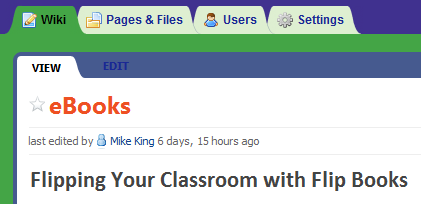 Wiki Pages & Files Users Settings
VIEW EDIT
eBooks
last edited by Mike King 6 days, 15 hours ago
Flipping Your Classroom with Flip Books